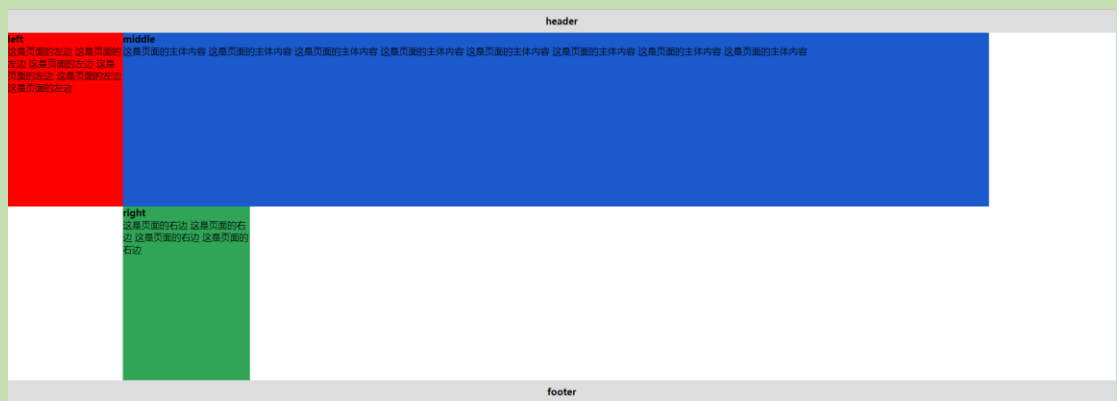 header
left
这是页面的左边 这是页面的
左边 这是页面的左边 这是
页面的左边 这是页面的左边
这是页面的左边
middle
这是页面的主体内容 这是页面的主体内容 这是页面的主体内容 这是页面的主体内容 这是页面的主体内容 这是页面的主体内容 这是页面的主体内容 这是页面的主体内容
right
这是页面的右边 这是页面的右
边 这是页面的右边 这是页面的
右边
footer